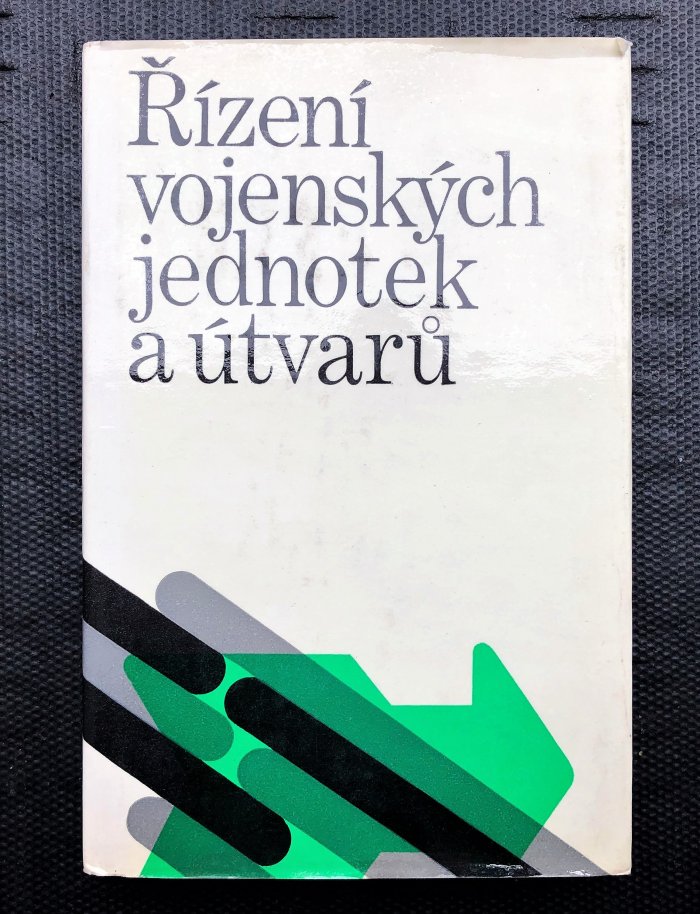 Řízení
vojenských
jednotek
a útvarů